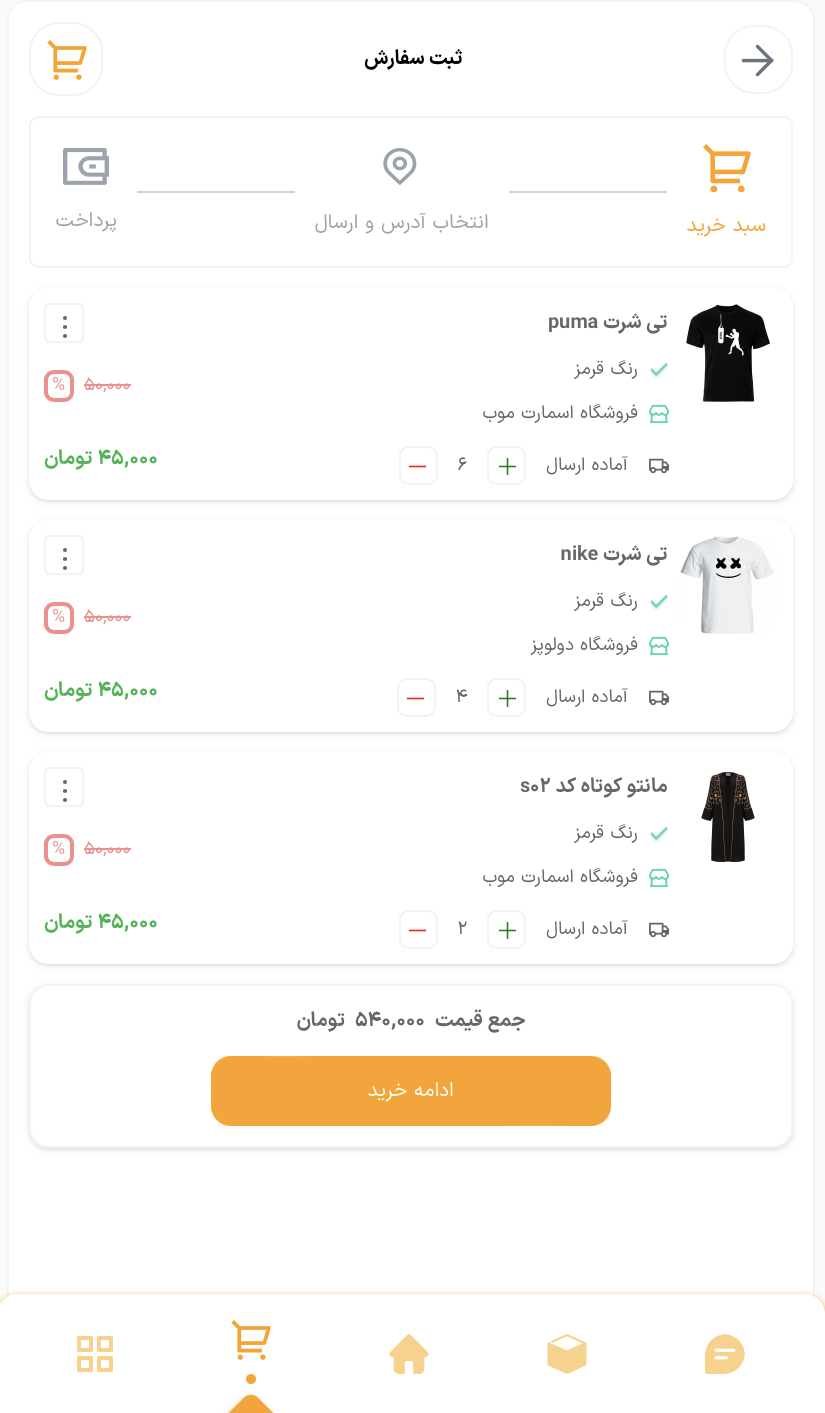 ثبت سفارش
سبد خرید
انتخاب آدرس و ارسال
پرداخت
تی شرت puma
رنگ قرمز
۵۰,۰۰۰ %
فروشگاه اسمارت موب
آماده ارسال + ۶ −
۴۵,۰۰۰ تومان
تی شرت nike
رنگ قرمز
۵۰,۰۰۰ %
فروشگاه دولوپز
آماده ارسال + ۴ −
۴۵,۰۰۰ تومان
مانتو کوتاه کد s۰۲
رنگ قرمز
۵۰,۰۰۰ %
فروشگاه اسمارت موب
آماده ارسال + ۲ −
۴۵,۰۰۰ تومان
جمع قیمت ۵۴۰,۰۰۰ تومان
ادامه خرید